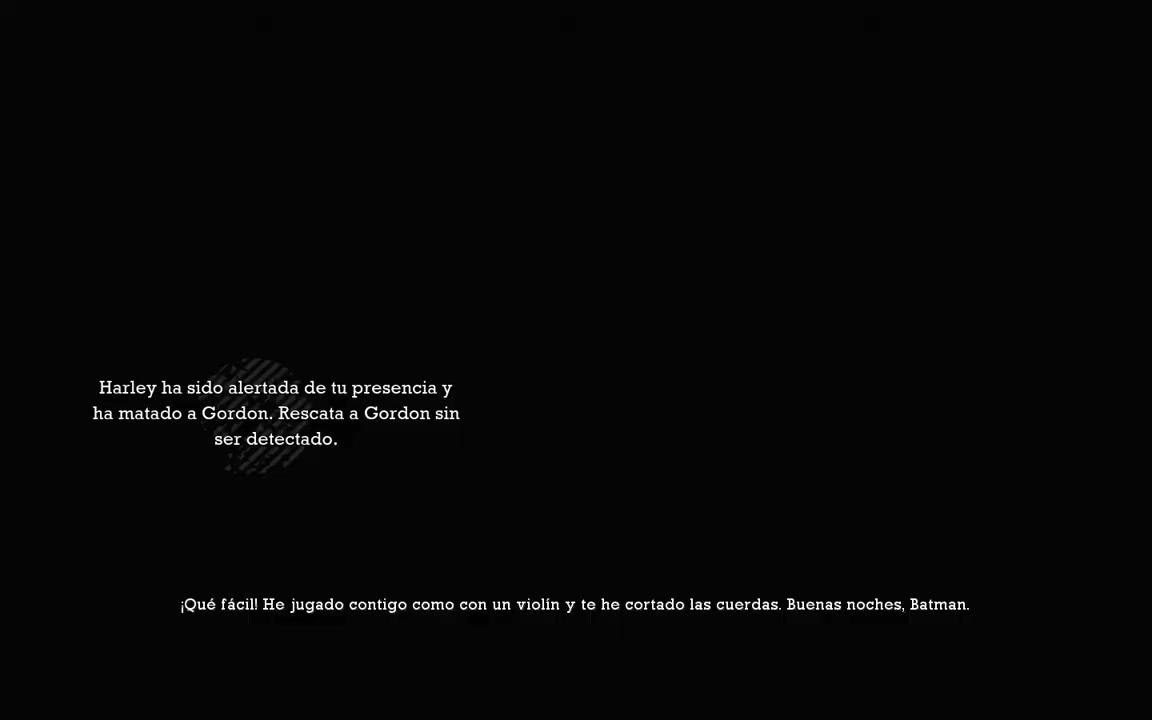 Harley ha sido alertada de tu presencia y
ha matado a Gordon. Rescata a Gordon sin
ser detectado.
¡Qué fácil! He jugado contigo como con un violín y te he cortado las cuerdas. Buenas noches, Batman.